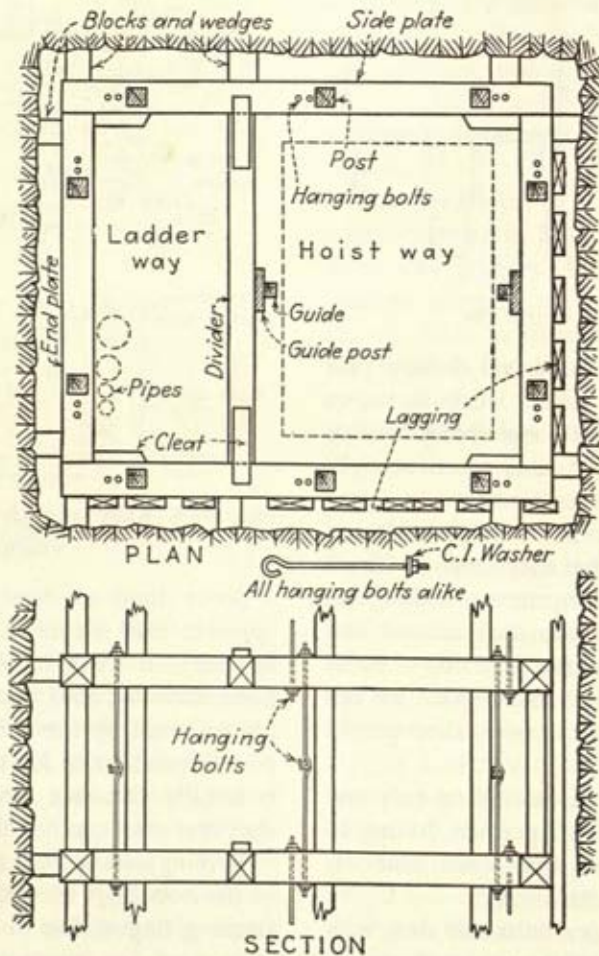 Blocks and wedges
Side plate
Post
Hanging bolts
Ladder
way
Hoist way
End plate
Divider
Guide
Guide post
Pipes
Lagging
Cleat
PLAN
C.I. Washer
All hanging bolts alike
Hanging
bolts
SECTION